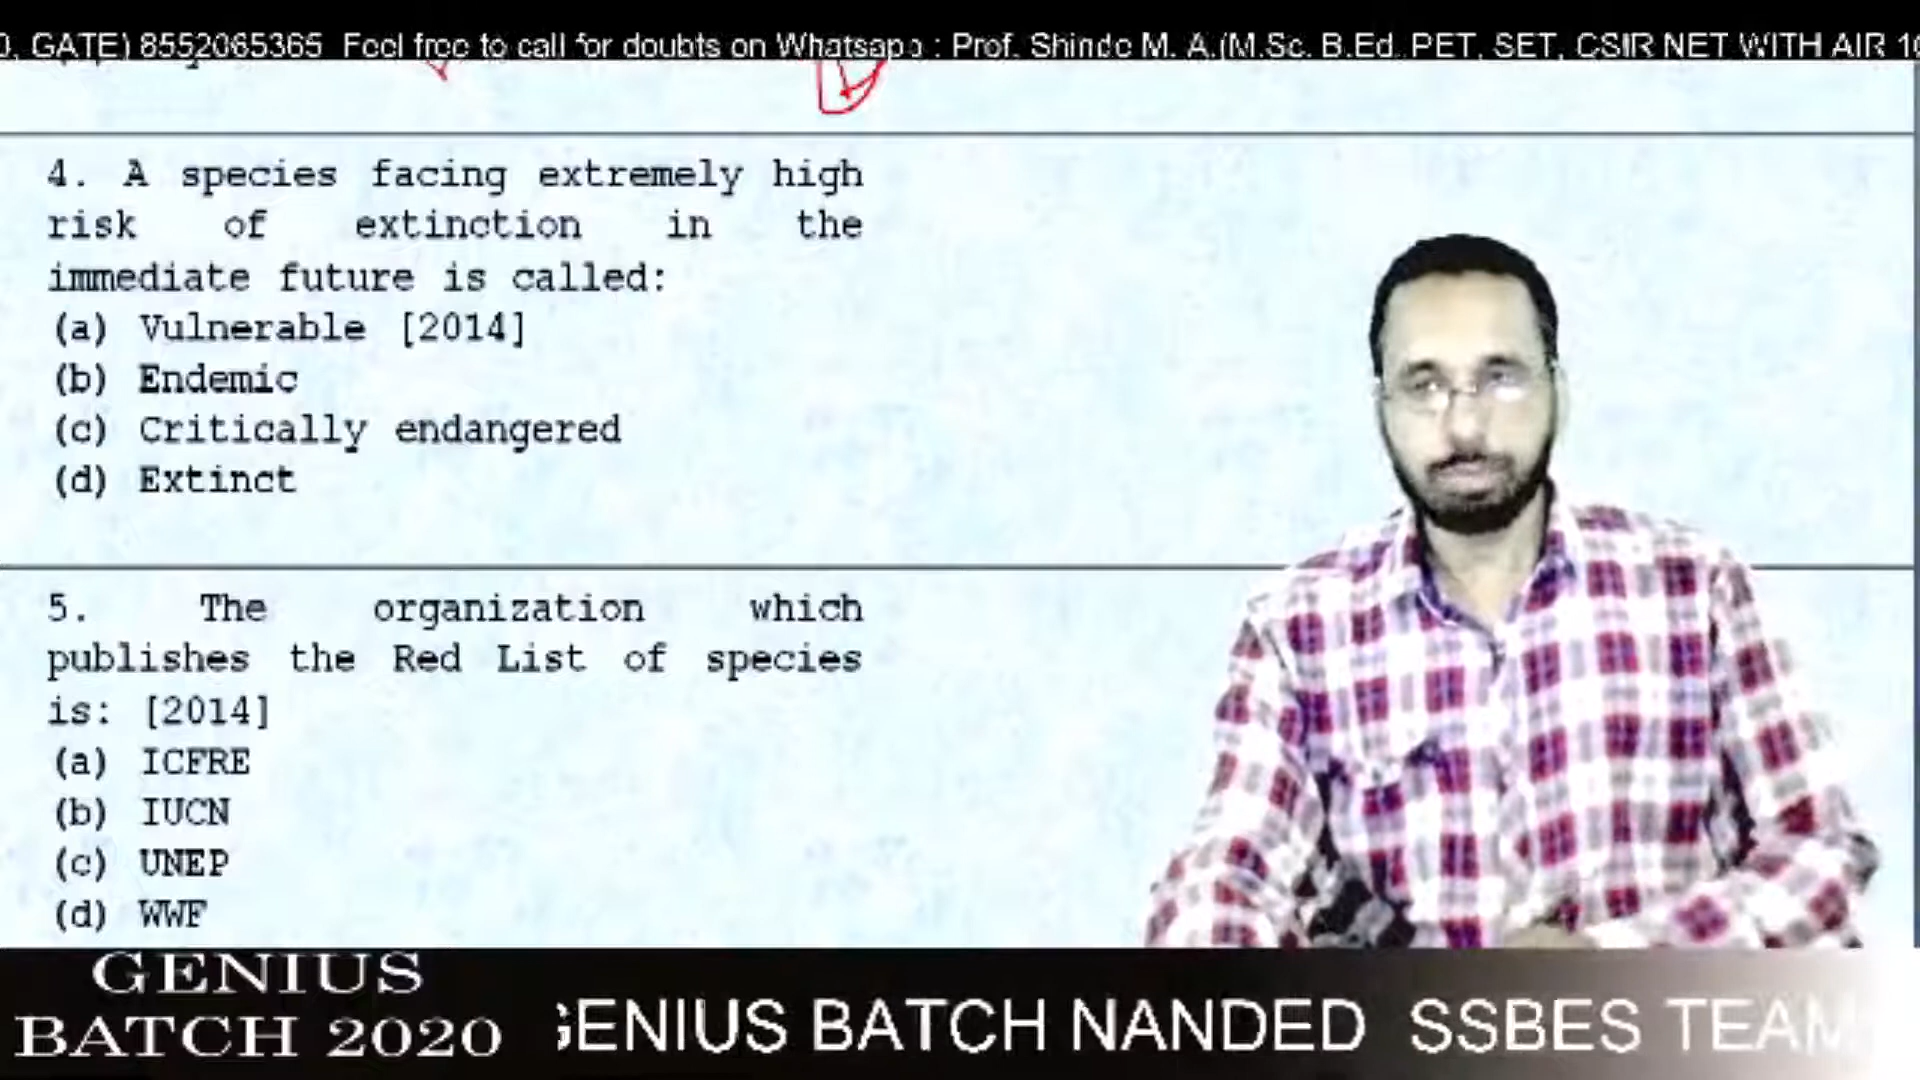 0, GATE) 8552065365 Feel free to call for doubts on Whatsapp : Prof. Shinde M. A.(M.Sc. B.Ed. PET, SET, CSIR NET WITH AIR 10
4. A species facing extremely high
risk of extinction in the
immediate future is called:
(a) Vulnerable [2014]
(b) Endemic
(c) Critically endangered
(d) Extinct
5. The organization which
publishes the Red List of species
is: [2014]
(a) ICFRE
(b) IUCN
(c) UNEP
(d) WWF
GENIUS
BATCH 2020
GENIUS BATCH NANDED SSBES TEAM